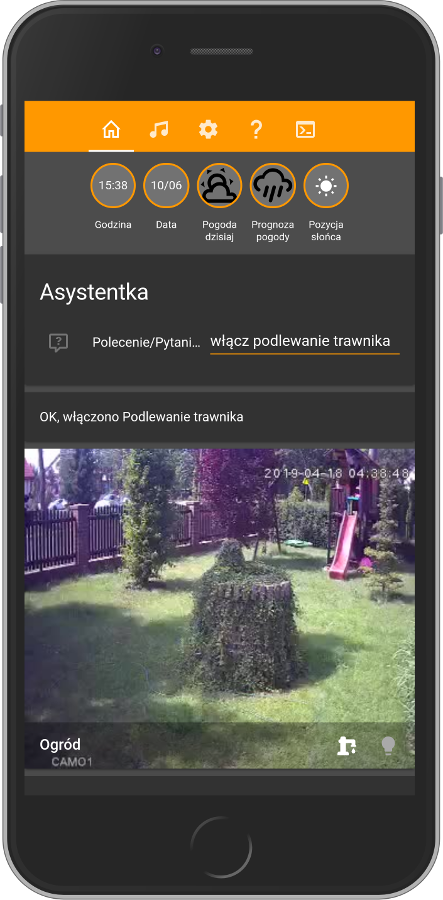 15:38
10/06
Godzina
Data
Pogoda
dzisiaj
Prognoza
pogody
Pozycja
słońca
Asystentka
Polecenie/Pytani...
włącz podlewanie trawnika
OK, włączono Podlewanie trawnika
2019-04-18 04:38:48
Ogród
CAM01